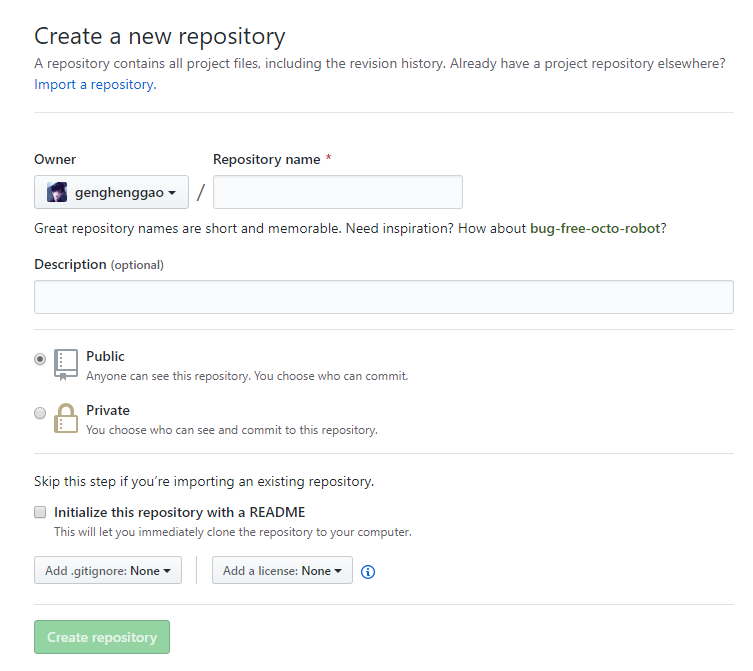 Create a new repository
A repository contains all project files, including the revision history. Already have a project repository elsewhere?
Import a repository.
Owner
Repository name *
genghenggao
/
Great repository names are short and memorable. Need inspiration? How about bug-free-octo-robot?
Description (optional)
Public
Anyone can see this repository. You choose who can commit.
Private
You choose who can see and commit to this repository.
Skip this step if you’re importing an existing repository.
Initialize this repository with a README
This will let you immediately clone the repository to your computer.
Add .gitignore: None
Add a license: None
Create repository